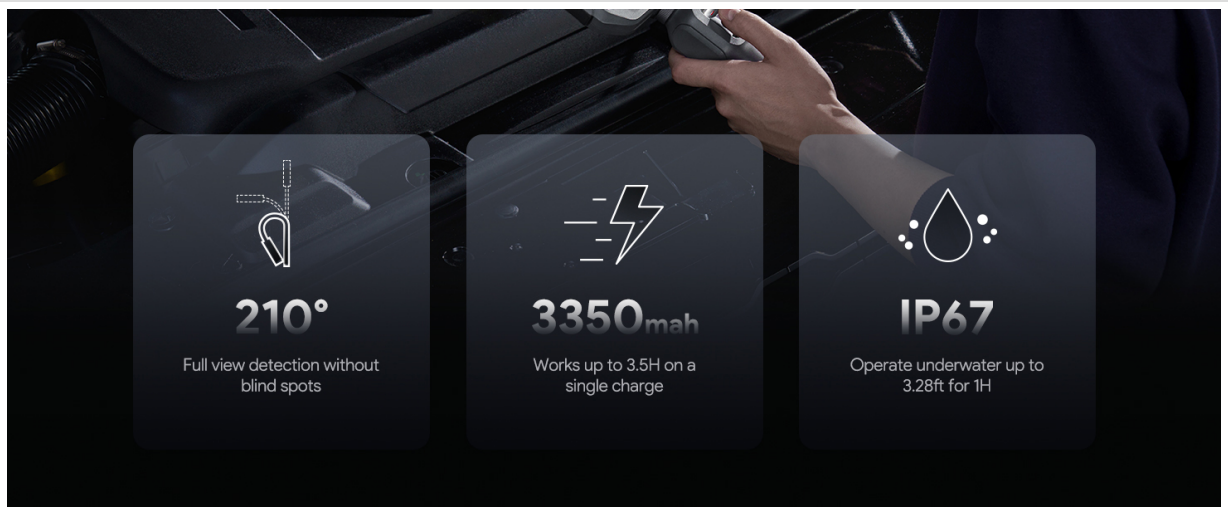 210°
Full view detection without
blind spots
3350mah
Works up to 3.5H on a
single charge
IP67
Operate underwater up to
3.28ft for 1H